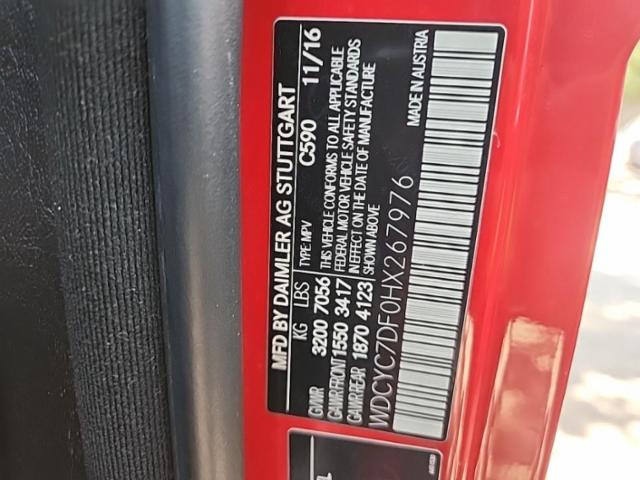 MFD BY DAIMLER AG STUTTGART
KG LBS TYPE: MPV C590 11/16
GVWR 3200 7056 THIS VEHICLE CONFORMS TO ALL APPLICABLE
GAWR FRONT 1550 3417 FEDERAL MOTOR VEHICLE SAFETY STANDARDS
GAWR REAR 1870 4123 IN EFFECT ON THE DATE OF MANUFACTURE
SHOWN ABOVE
WDCYC7DF0HX267976 MADE IN AUSTRIA